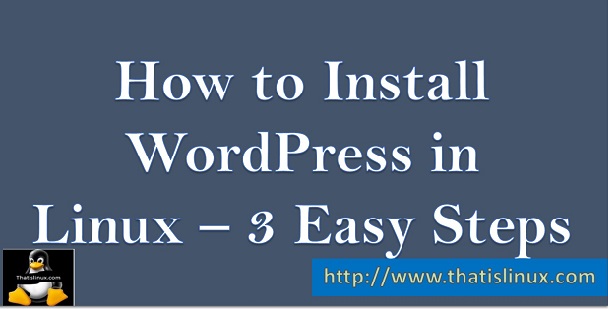 How to Install
WordPress in
Linux – 3 Easy Steps
Thatislinux.com
http://www.thatislinux.com